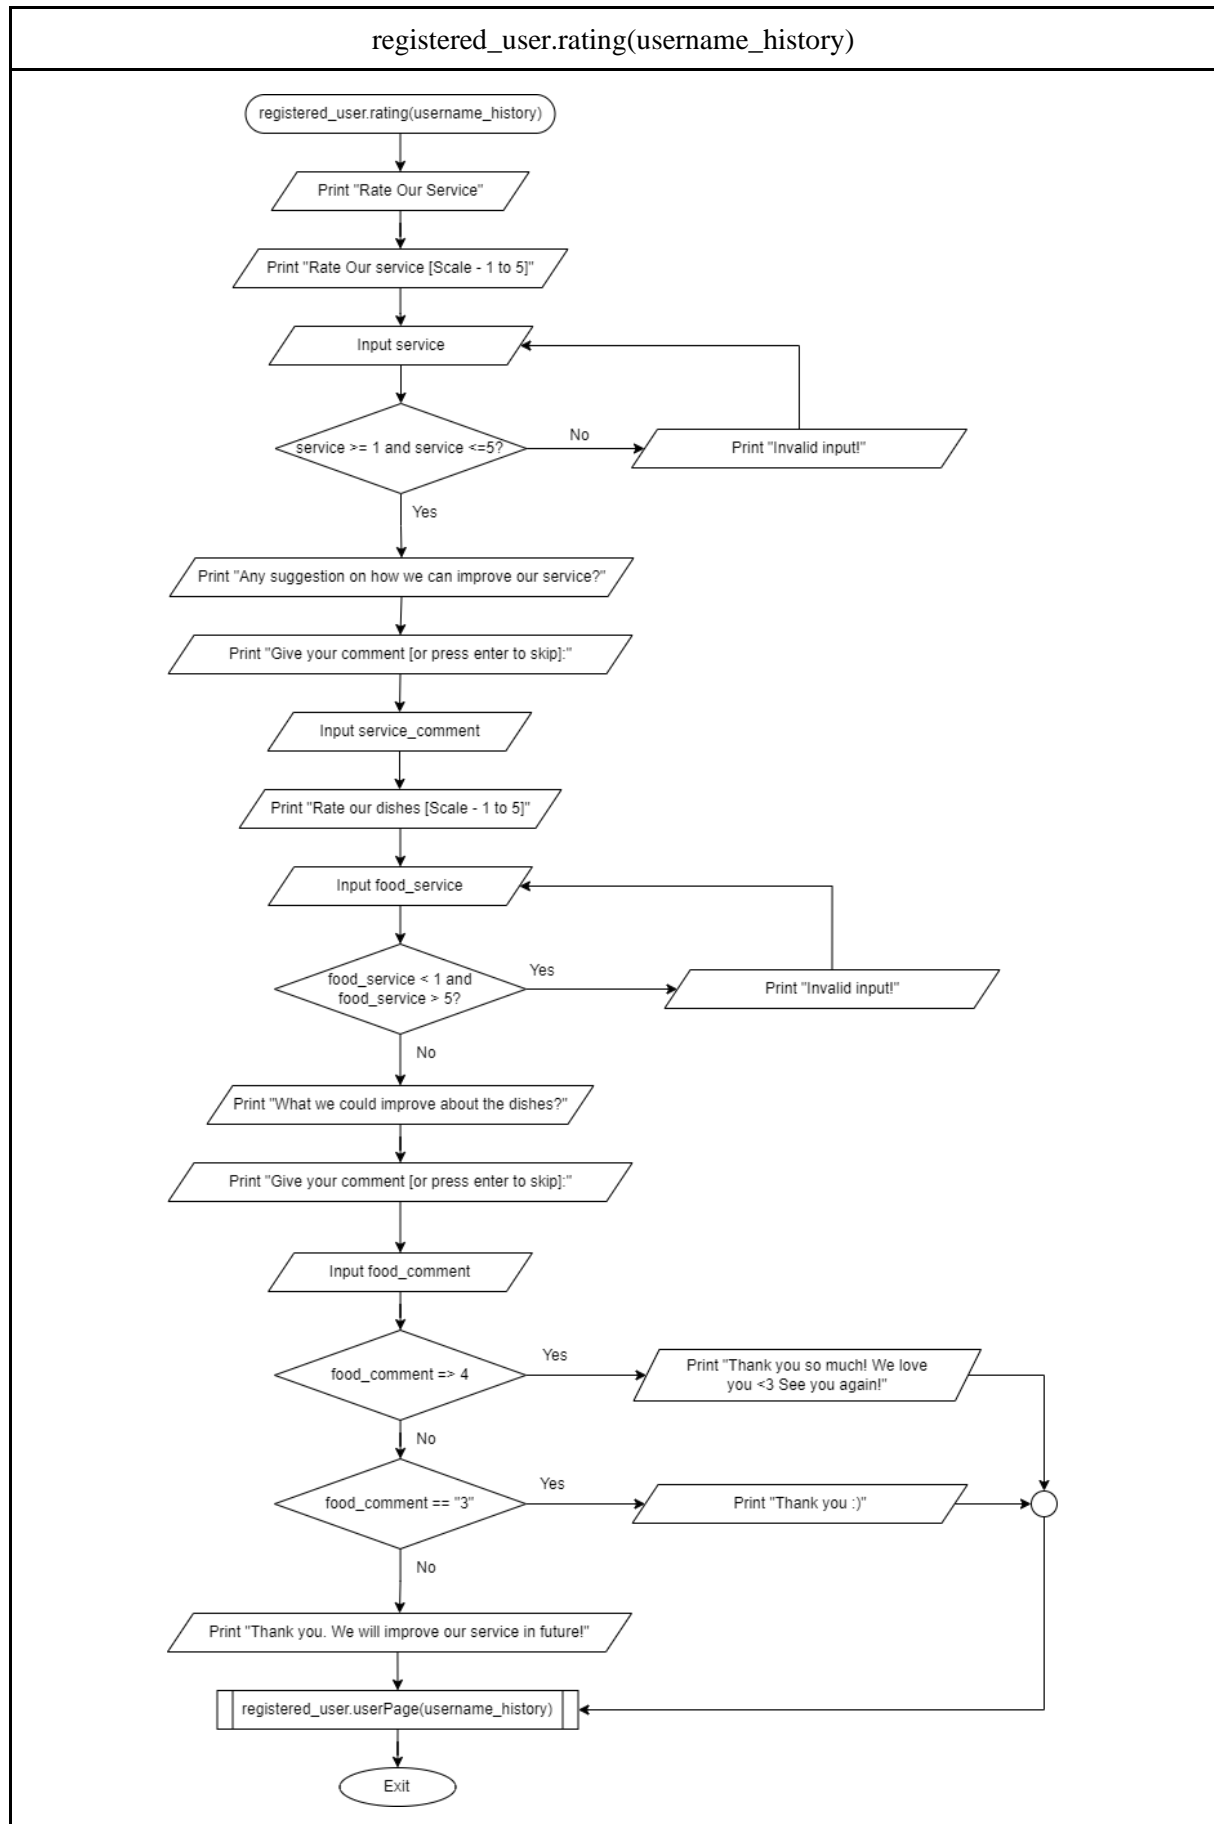 registered_user.rating(username_history)
registered_user.rating(username_history)
Print "Rate Our Service"
Print "Rate Our service [Scale - 1 to 5]"
Input service
service >= 1 and service <=5?
No
Print "Invalid input!"
Yes
Print "Any suggestion on how we can improve our service?"
Print "Give your comment [or press enter to skip]:"
Input service_comment
Print "Rate our dishes [Scale - 1 to 5]"
Input food_service
food_service < 1 and
food_service > 5?
Yes
Print "Invalid input!"
No
Print "What we could improve about the dishes?"
Print "Give your comment [or press enter to skip]:"
Input food_comment
food_comment => 4
Yes
Print "Thank you so much! We love
you <3 See you again!"
No
food_comment == "3"
Yes
Print "Thank you :)"
No
Print "Thank you. We will improve our service in future!"
registered_user.userPage(username_history)
Exit